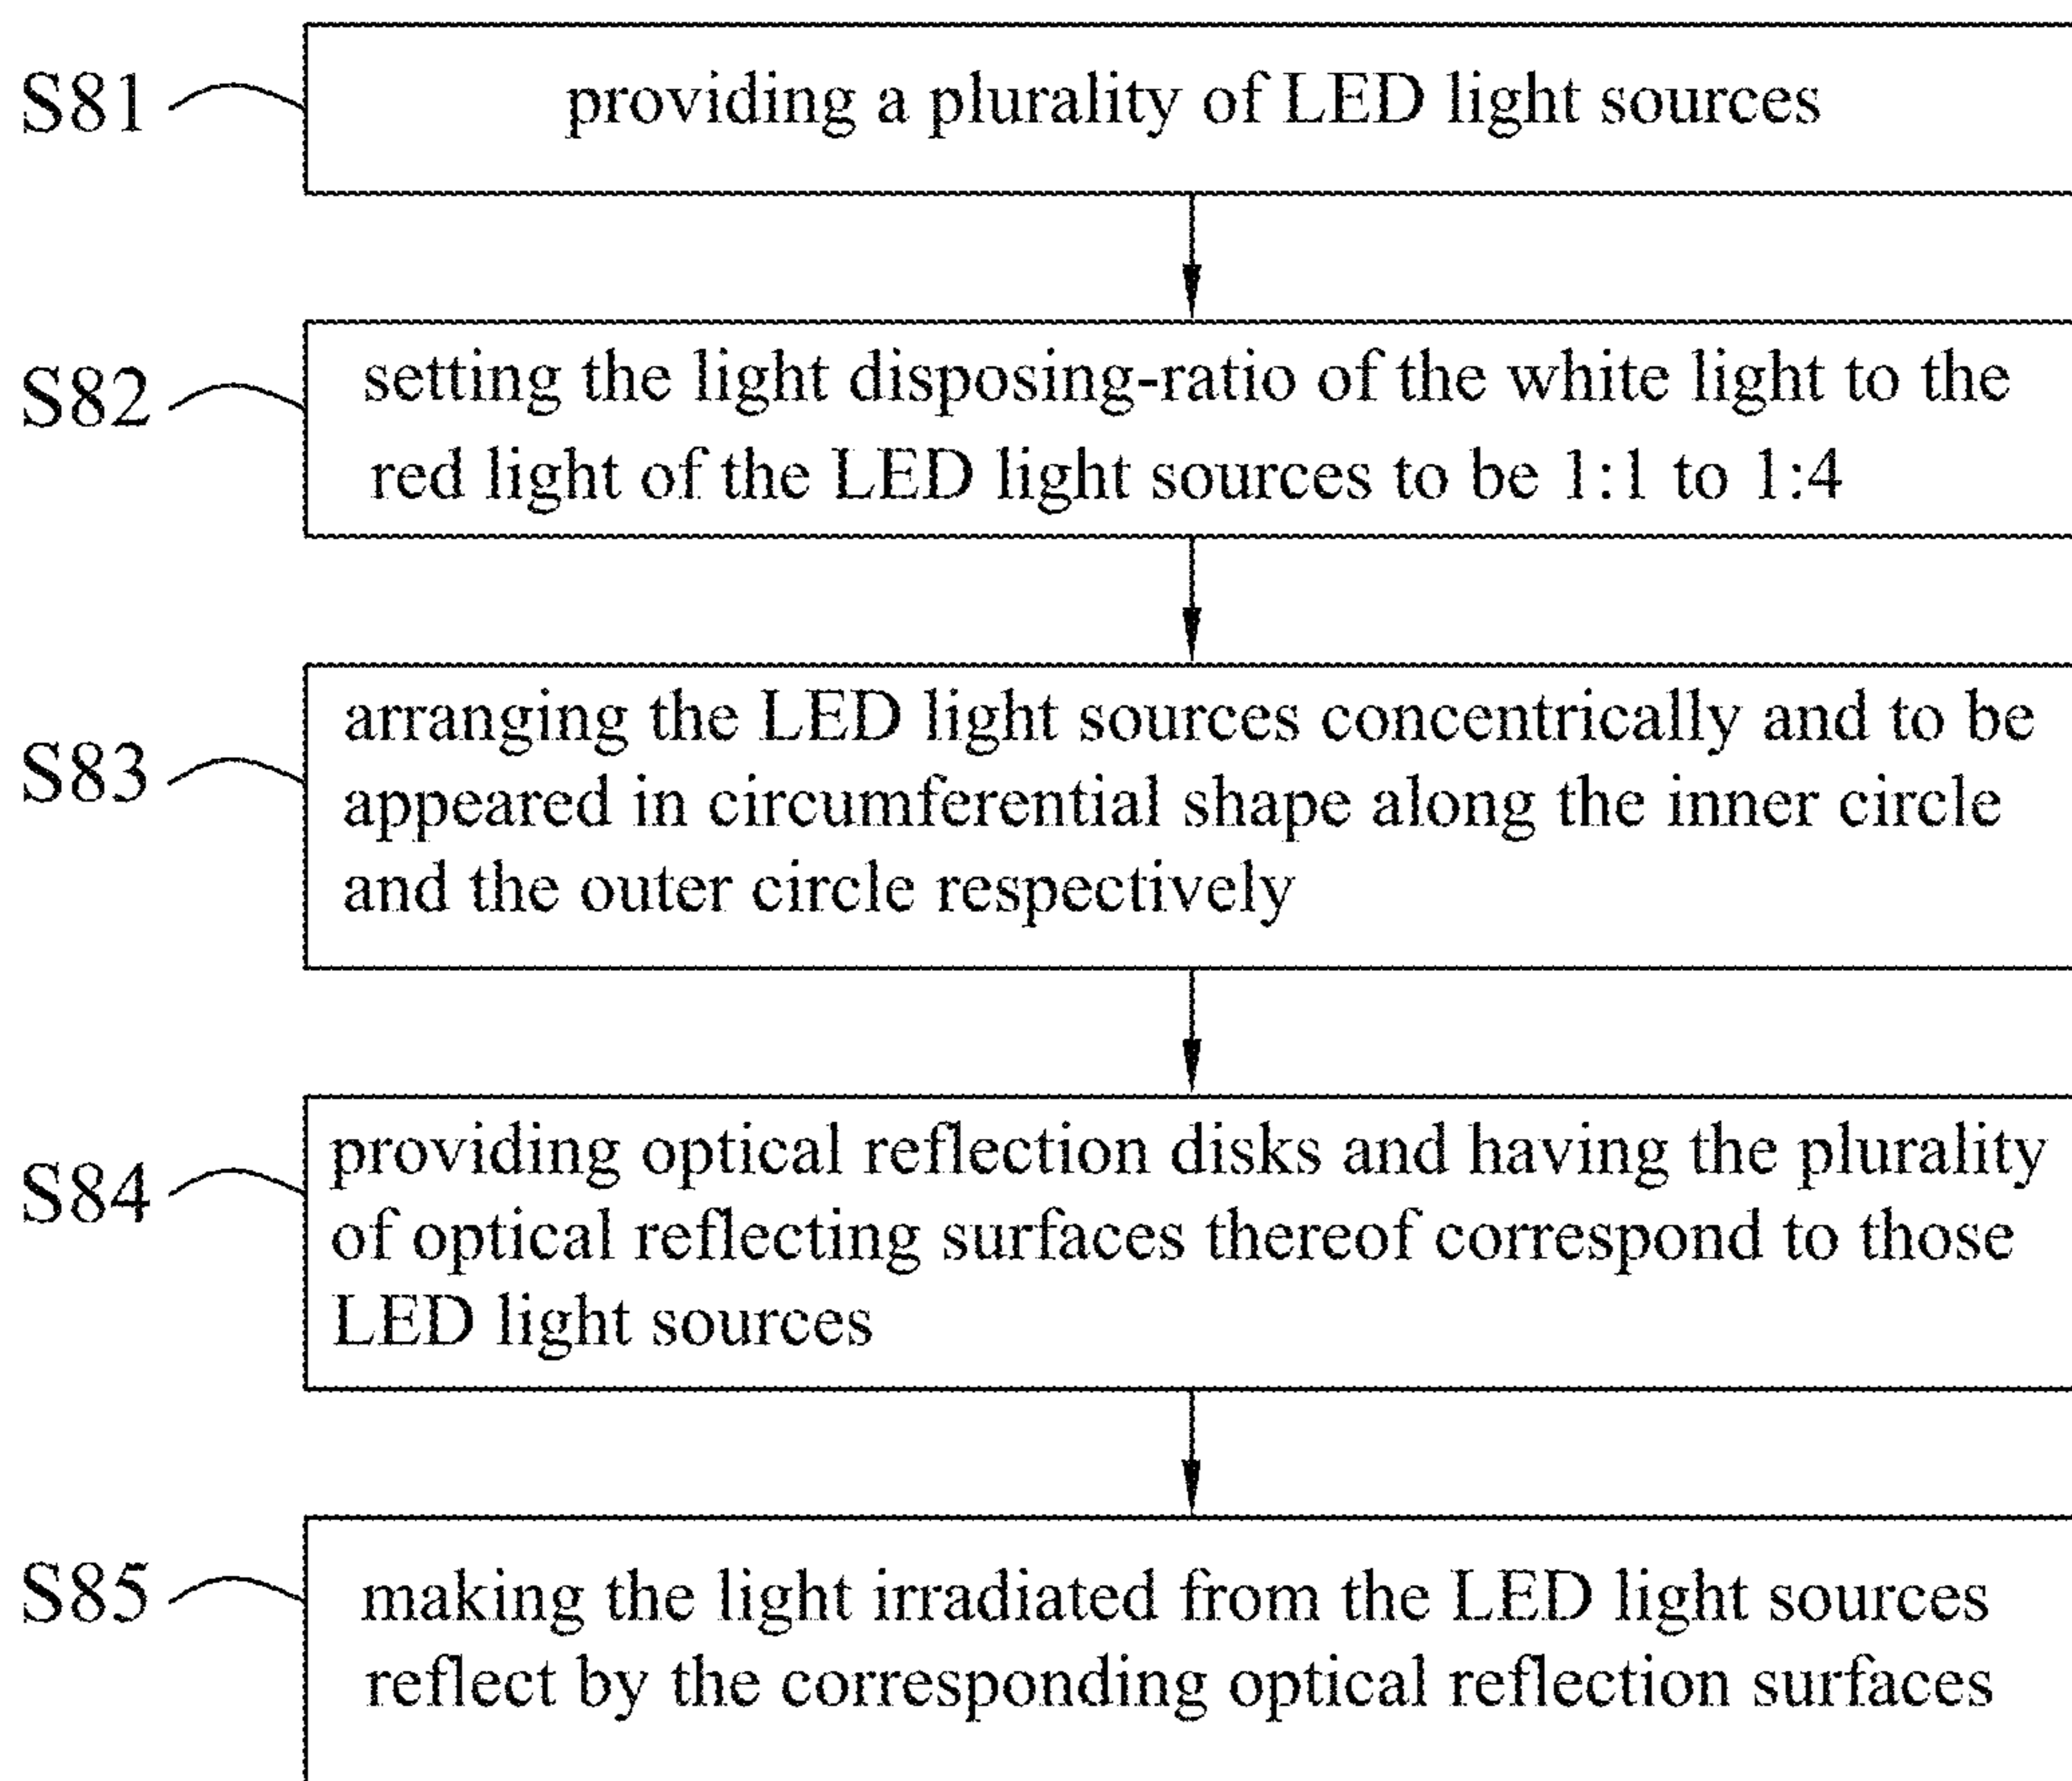 S81
providing a plurality of LED light sources
S82
setting the light disposing-ratio of the white light to the
red light of the LED light sources to be 1:1 to 1:4
S83
arranging the LED light sources concentrically and to be
appeared in circumferential shape along the inner circle
and the outer circle respectively
S84
providing optical reflection disks and having the plurality
of optical reflecting surfaces thereof correspond to those
LED light sources
S85
making the light irradiated from the LED light sources
reflect by the corresponding optical reflection surfaces